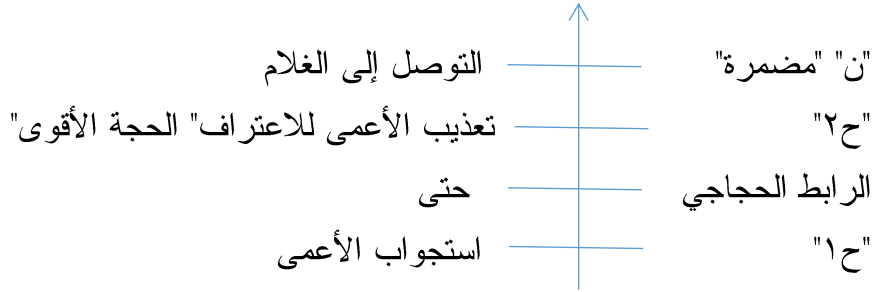 "ن" "مضمرة" التوصل إلى الغلام
"ح٢" تعذيب الأعمى للاعتراف" الحجة الأقوى"
الرابط الحجاجي حتى
"ح١" استجواب الأعمى